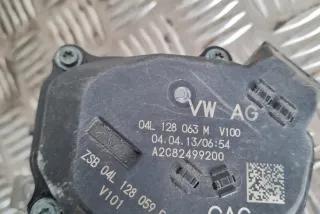 VW AG
04L 128 063 M V100
04.04.13/06:54
A2C82499200
ZSB 04L 128 059
V101